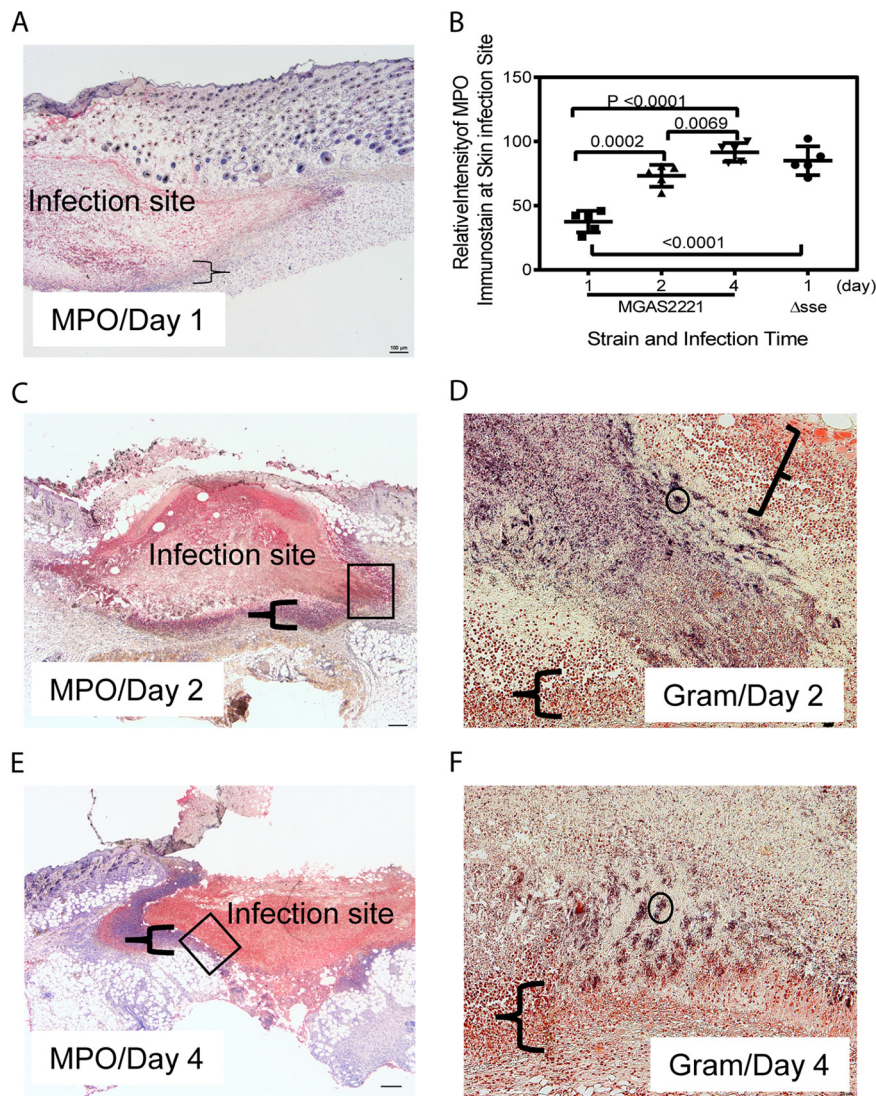 A
Infection site
MPO/Day 1
100 µm
B
RelativeIntensityof MPO
Immunostain at Skin infection Site
150
100
50
0
P <0.0001
0.0069
0.0002
<0.0001
1 2 4 1 (day)
MGAS2221 Δsse
Strain and Infection Time
C
Infection site
MPO/Day 2
D
Gram/Day 2
E
Infection site
MPO/Day 4
F
Gram/Day 4